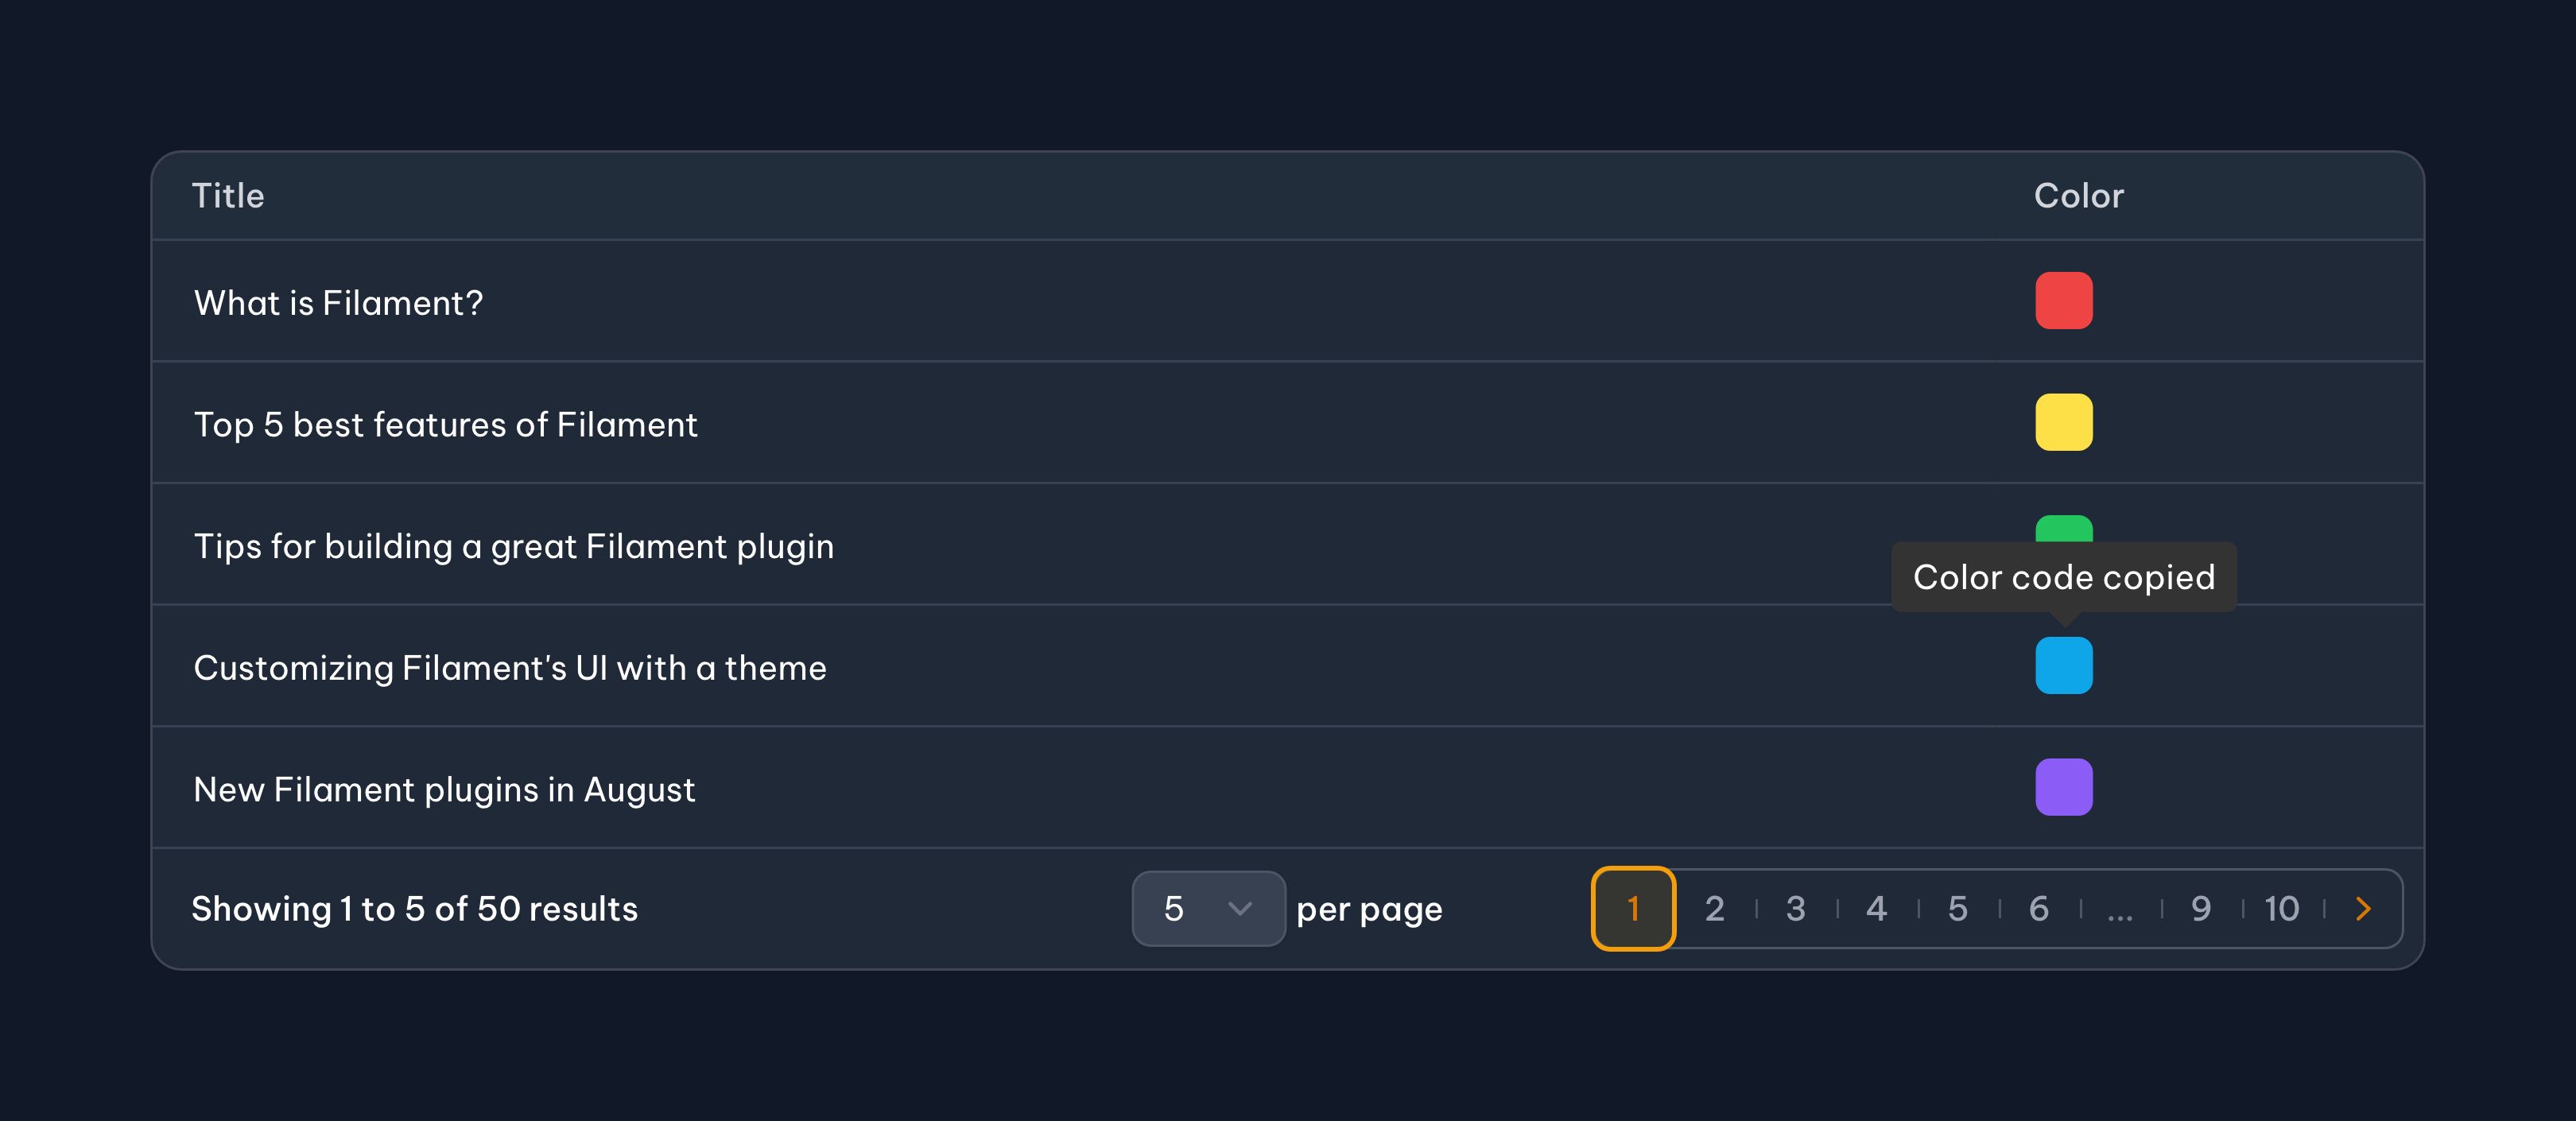 Title Color
What is Filament?
Top 5 best features of Filament
Tips for building a great Filament plugin
Color code copied
Customizing Filament's UI with a theme
New Filament plugins in August
Showing 1 to 5 of 50 results 5 per page 1 2 3 4 5 6 ... 9 10